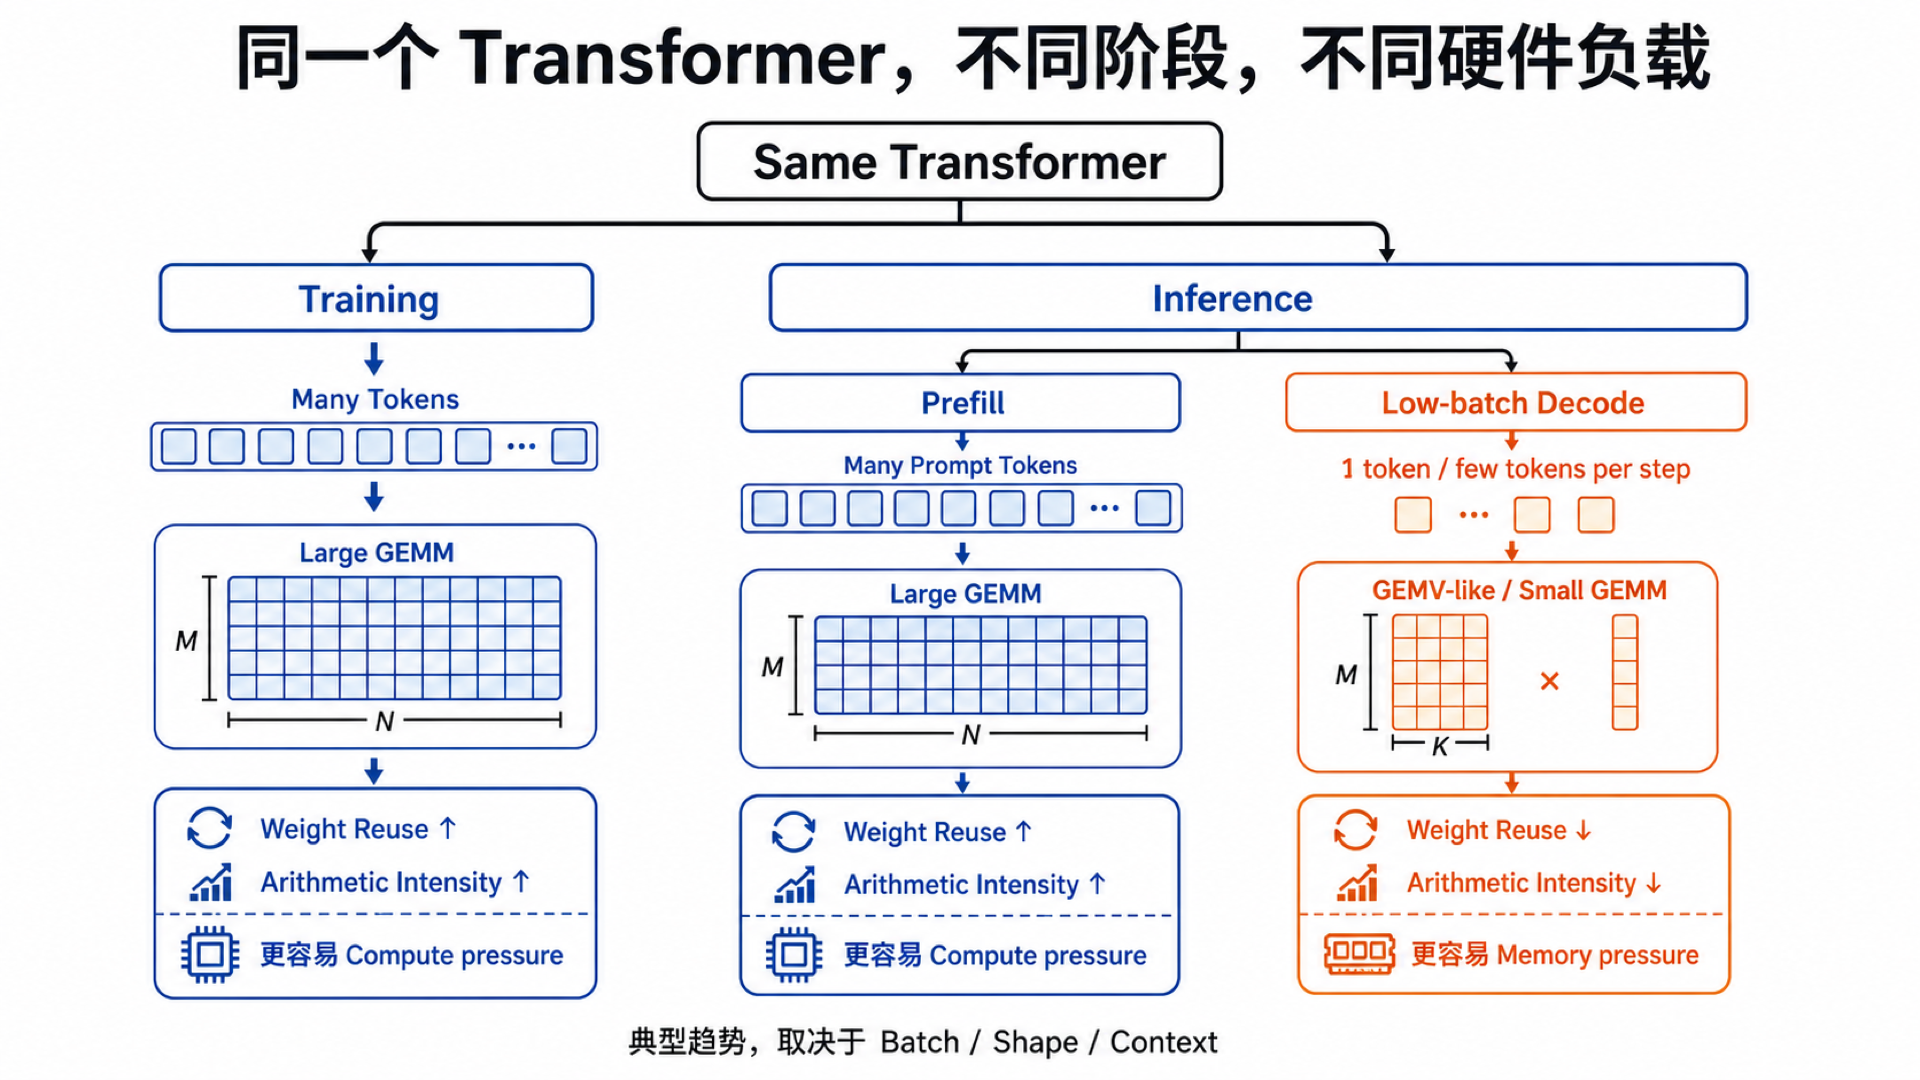 同一个 Transformer，不同阶段，不同硬件负载
Same Transformer
Training
Many Tokens
...
Large GEMM
M
N
Weight Reuse ↑
Arithmetic Intensity ↑
更容易 Compute pressure
Inference
Prefill
Many Prompt Tokens
...
Large GEMM
M
N
Weight Reuse ↑
Arithmetic Intensity ↑
更容易 Compute pressure
Low-batch Decode
1 token / few tokens per step
...
GEMV-like / Small GEMM
M
×
K
Weight Reuse ↓
Arithmetic Intensity ↓
更容易 Memory pressure
典型趋势，取决于 Batch / Shape / Context